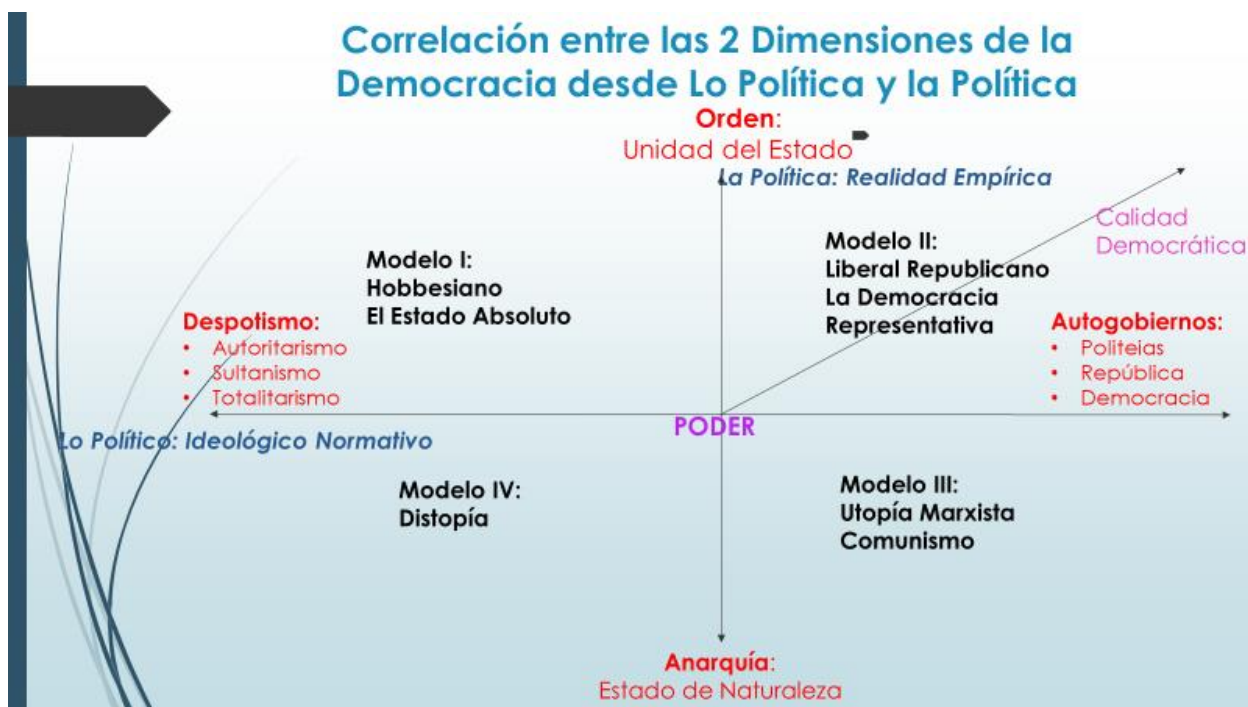 Correlación entre las 2 Dimensiones de la
Democracia desde Lo Política y la Política
Orden:
Unidad del Estado
La Política: Realidad Empírica
Calidad
Democrática
Modelo I:
Hobbesiano
El Estado Absoluto
Modelo II:
Liberal Republicano
La Democracia
Representativa
Despotismo:
• Autoritarismo
• Sultanismo
• Totalitarismo
Autogobiernos:
• Politeias
• República
• Democracia
PODER
Lo Político: Ideológico Normativo
Modelo IV:
Distopía
Modelo III:
Utopía Marxista
Comunismo
Anarquía:
Estado de Naturaleza